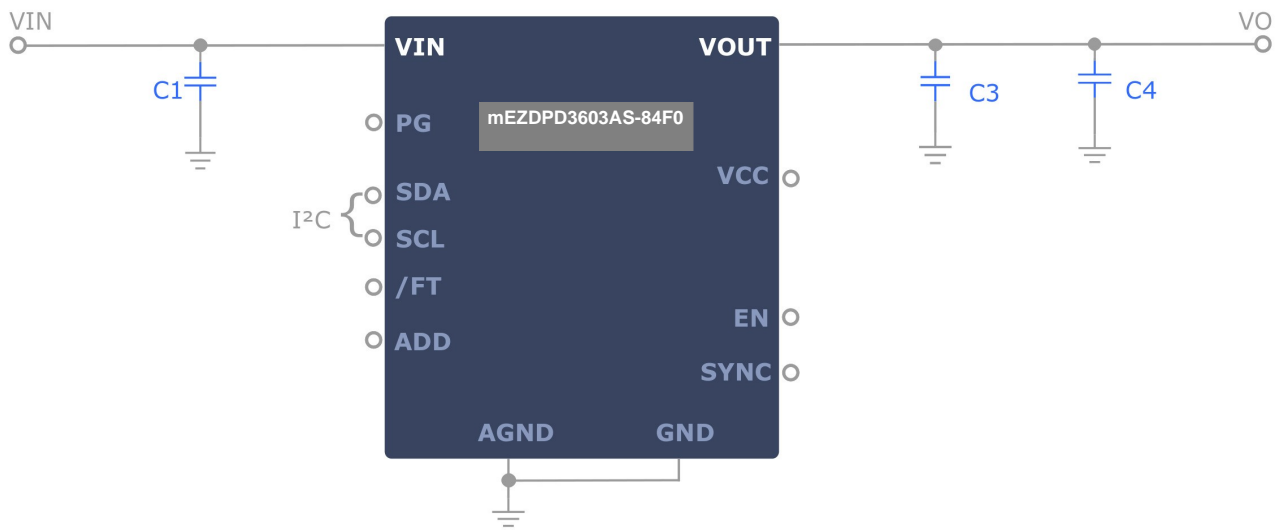 VIN
VO
VIN
VOUT
C1
C3
C4
mEZDPD3603AS-84F0
PG
VCC
SDA
I²C
SCL
/FT
EN
ADD
SYNC
AGND
GND